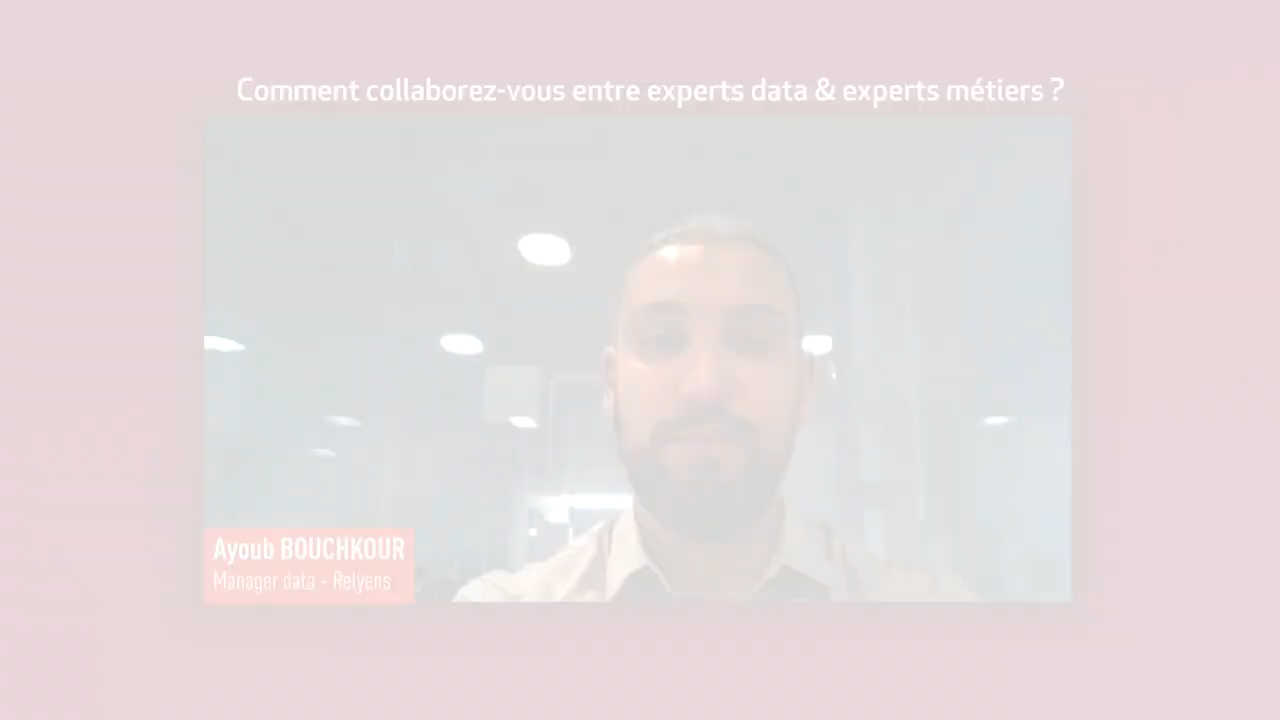 Comment collaborez-vous entre experts data & experts métiers ?
Ayoub BOUCHKOUR
Manager data - Relyens